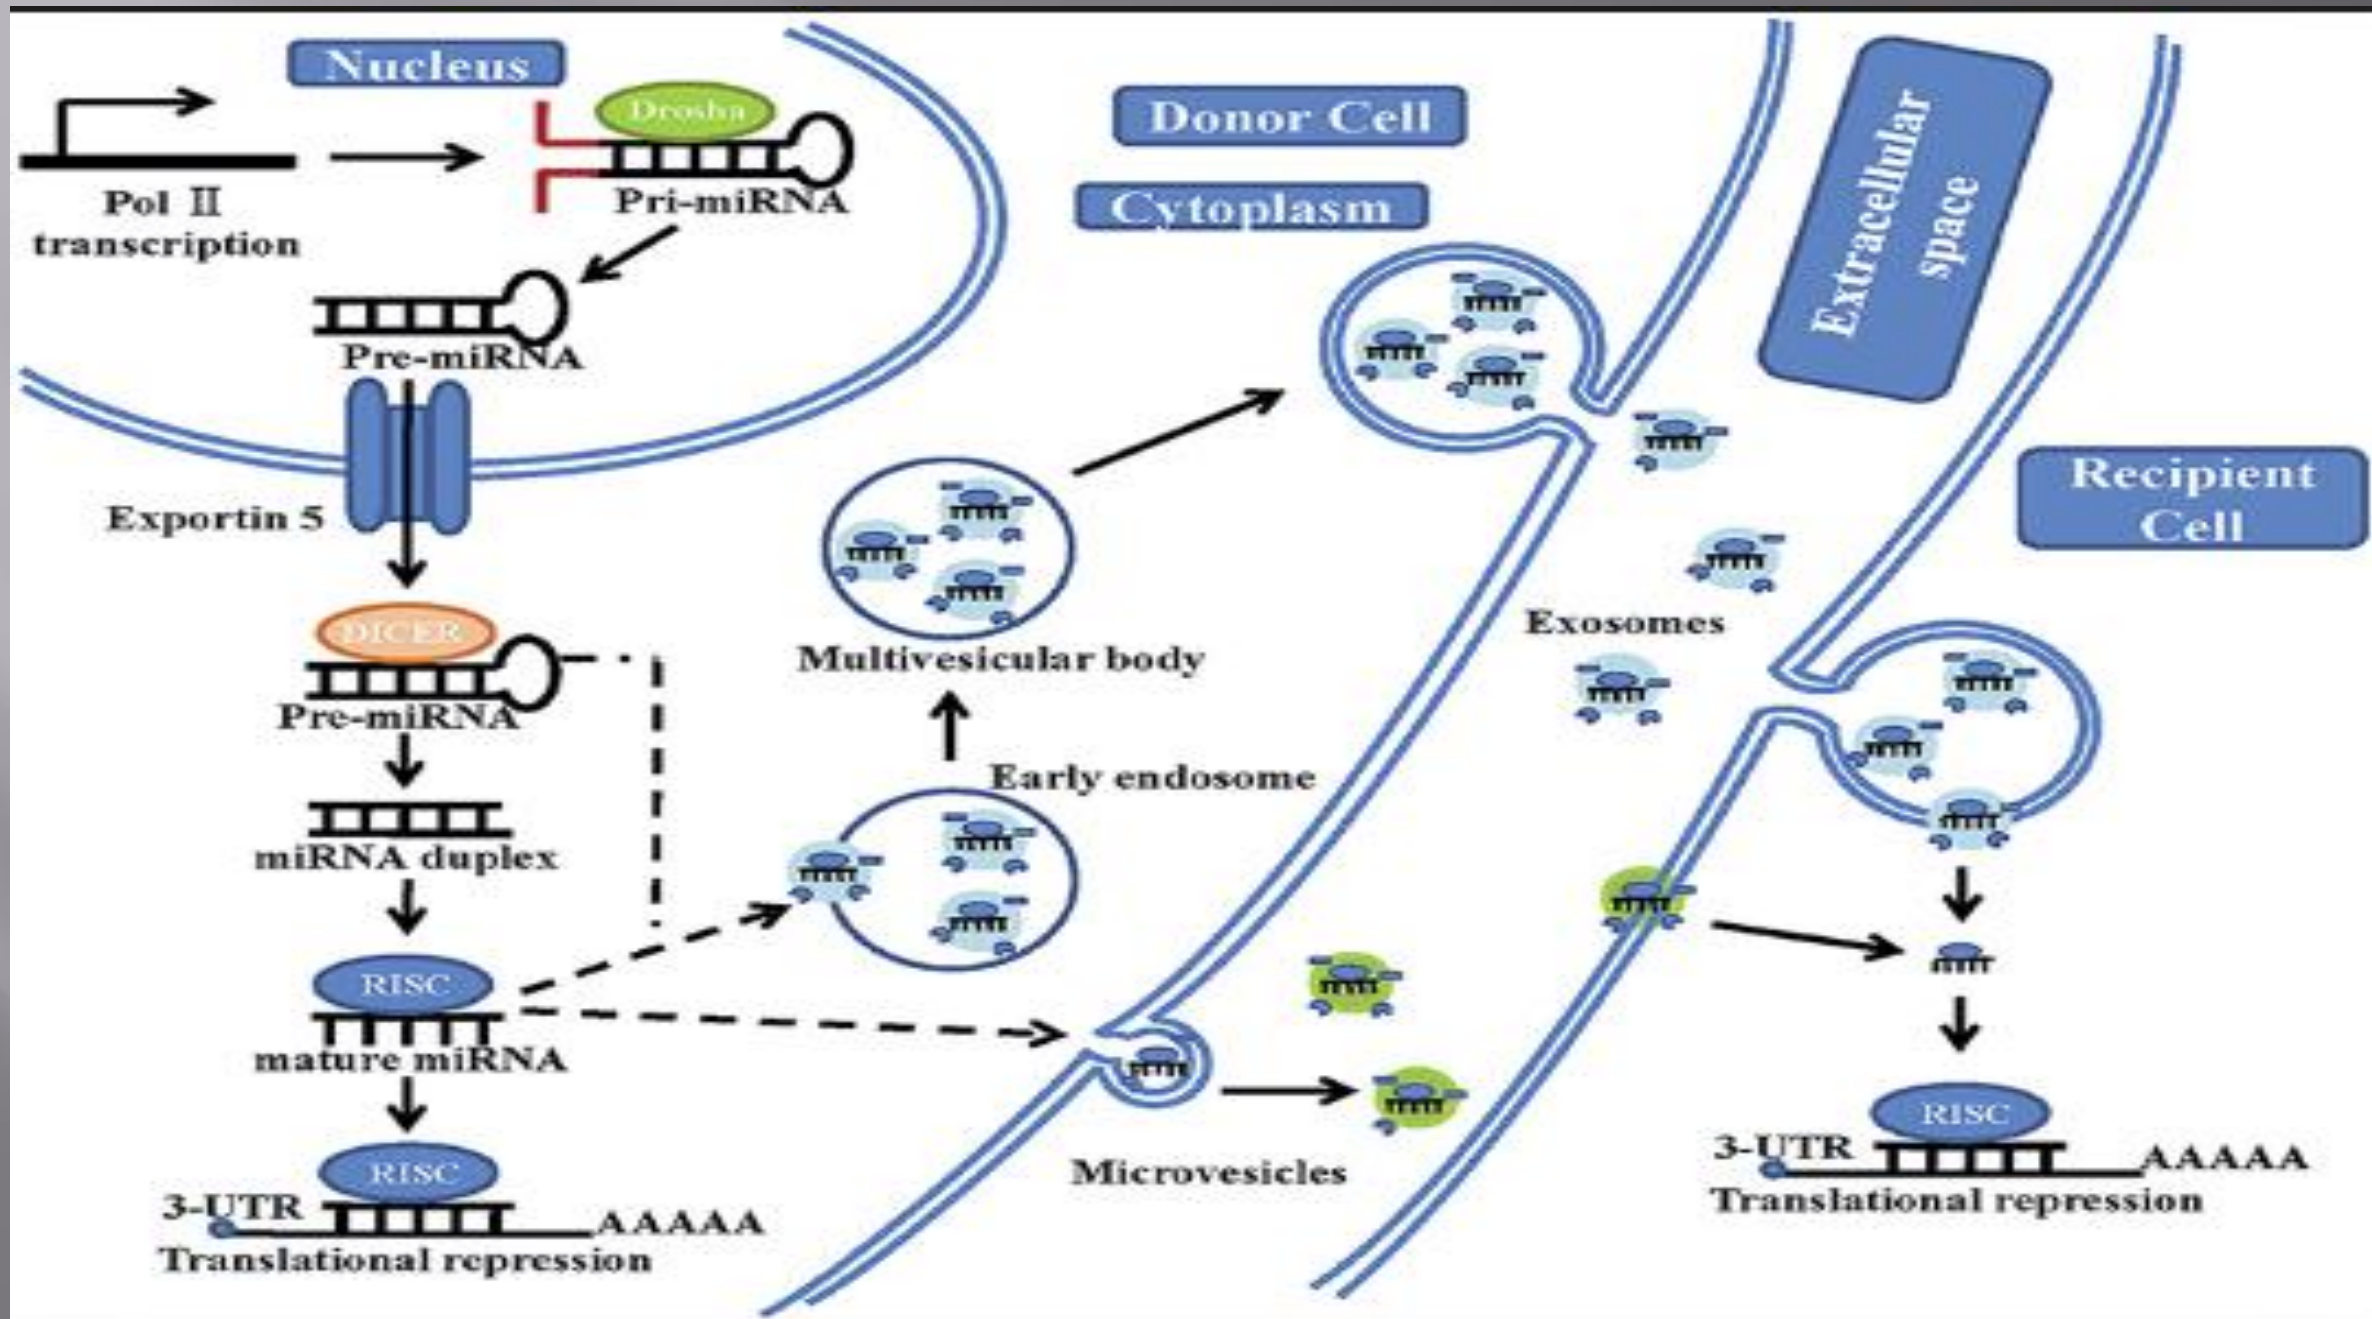 Nucleus
Drosha
Pol II
transcription
Pri-miRNA
Pre-miRNA
Exportin 5
DICER
Pre-miRNA
miRNA duplex
RISC
mature miRNA
RISC
3-UTR
AAAAA
Translational repression
Donor Cell
Cytoplasm
Multivesicular body
Early endosome
Microvesicles
Extracellular
space
Exosomes
Recipient
Cell
RISC
3-UTR
AAAAA
Translational repression